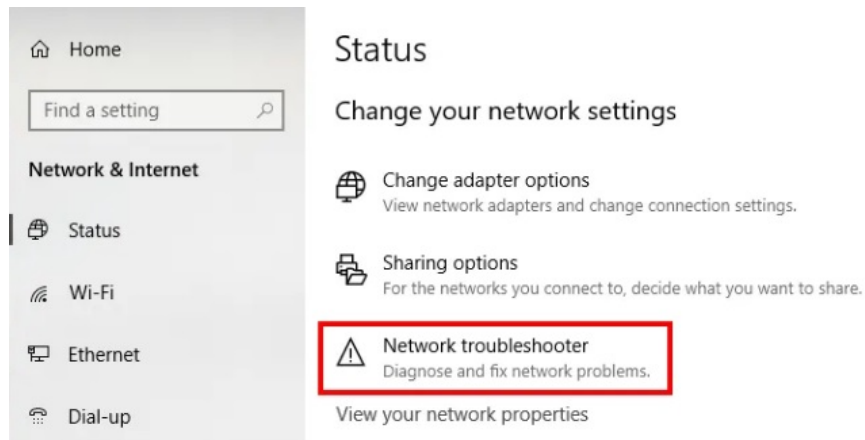 Home
Find a setting
Network & Internet
Status
Wi-Fi
Ethernet
Dial-up
Status
Change your network settings
Change adapter options
View network adapters and change connection settings.
Sharing options
For the networks you connect to, decide what you want to share.
Network troubleshooter
Diagnose and fix network problems.
View your network properties